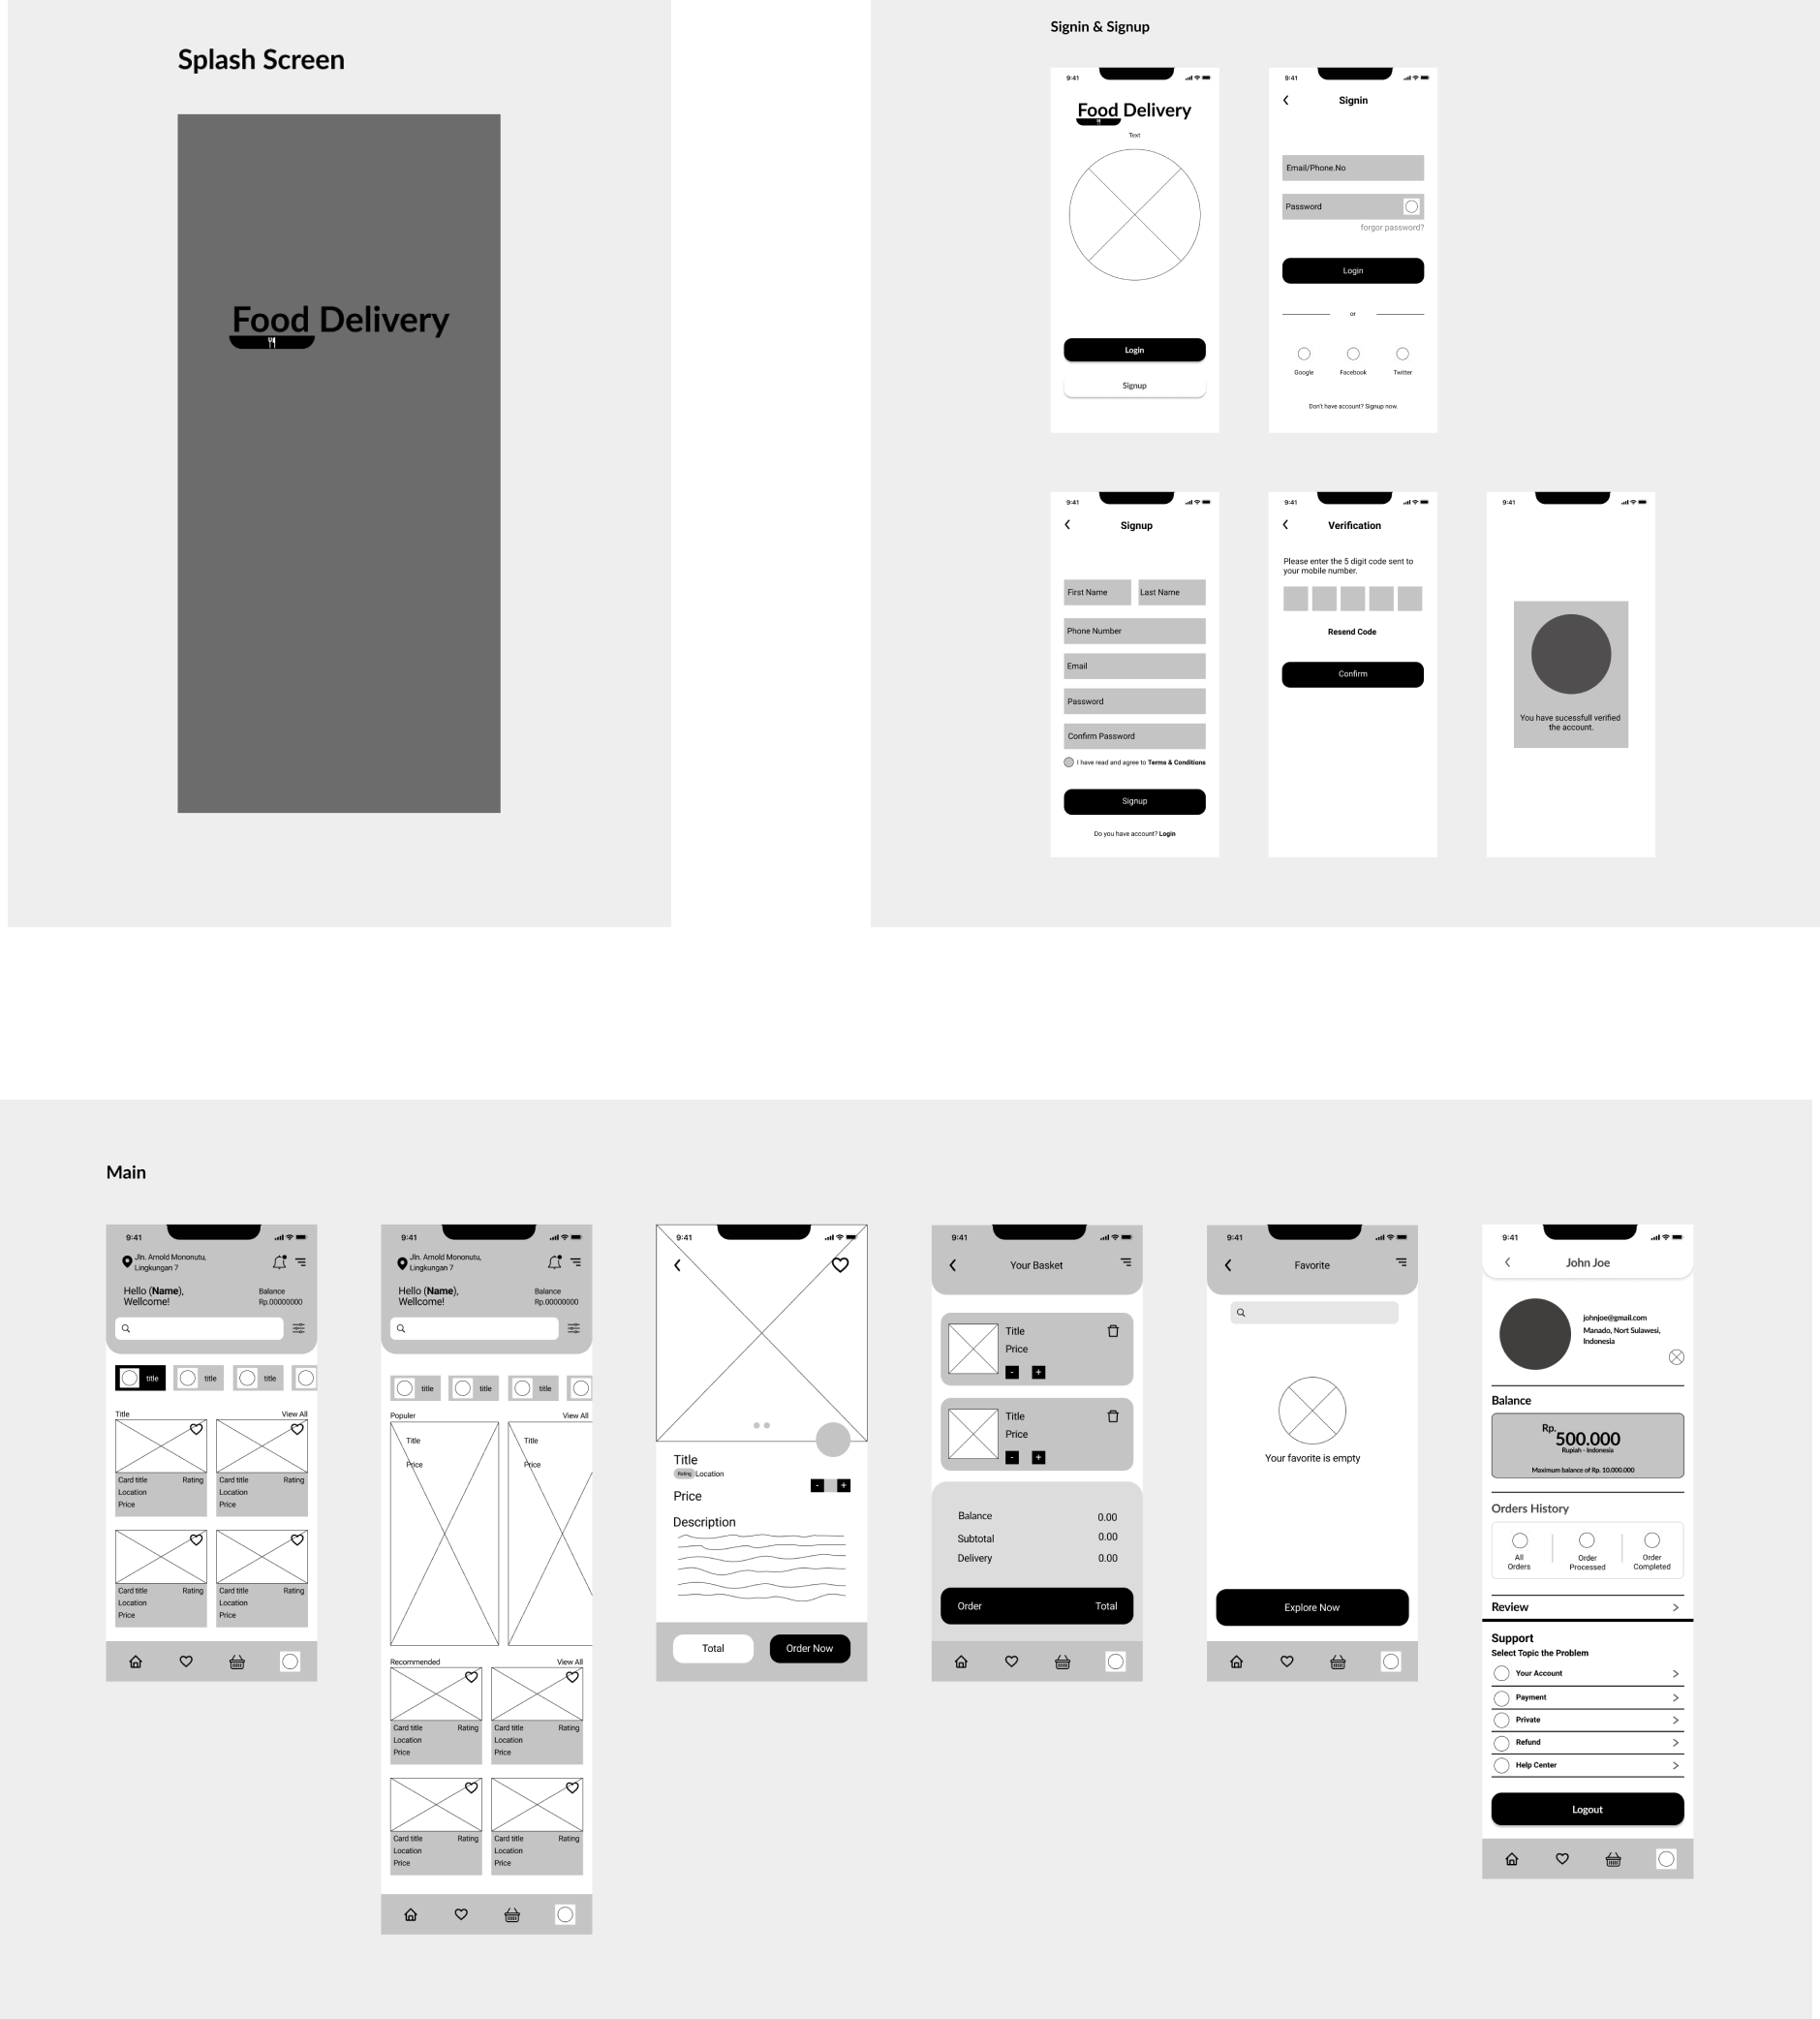 Splash Screen
Food Delivery
Signin & Signup
9:41
Food Delivery
Text
Login
Signup
9:41
Signin
Email/Phone.No
Password
forgor password?
Login
or
Google Facebook Twitter
Don't have account? Signup now.
9:41
Signup
First Name Last Name
Phone Number
Email
Password
Confirm Password
I have read and agree to Terms & Conditions
Signup
Do you have account? Login
9:41
Verification
Please enter the 5 digit code sent to
your mobile number.
Resend Code
Confirm
9:41
You have sucessfull verified
the account.
Main
9:41
Jln. Arnold Mononutu,
Lingkungan 7
Hello (Name),
Wellcome!
Balance
Rp.00000000
title title title
Title View All
Card title Rating
Location
Price
Card title Rating
Location
Price
Card title Rating
Location
Price
Card title Rating
Location
Price
9:41
Jln. Arnold Mononutu,
Lingkungan 7
Hello (Name),
Wellcome!
Balance
Rp.00000000
title title title
Populer View All
Title
Price
Title
Price
Recommended View All
Card title Rating
Location
Price
Card title Rating
Location
Price
Card title Rating
Location
Price
Card title Rating
Location
Price
9:41
Title
Rating Location
- +
Price
Description
Total Order Now
9:41
Your Basket
Title
Price
- +
Title
Price
- +
Balance 0.00
Subtotal 0.00
Delivery 0.00
Order Total
9:41
Favorite
Your favorite is empty
Explore Now
9:41
John Joe
johnjoe@gmail.com
Manado, Nort Sulawesi,
Indonesia
Balance
Rp.500.000
Rupiah - Indonesia
Maximum balance of Rp. 10.000.000
Orders History
All
Orders
Order
Processed
Order
Completed
Review
Support
Select Topic the Problem
Your Account
Payment
Private
Refund
Help Center
Logout